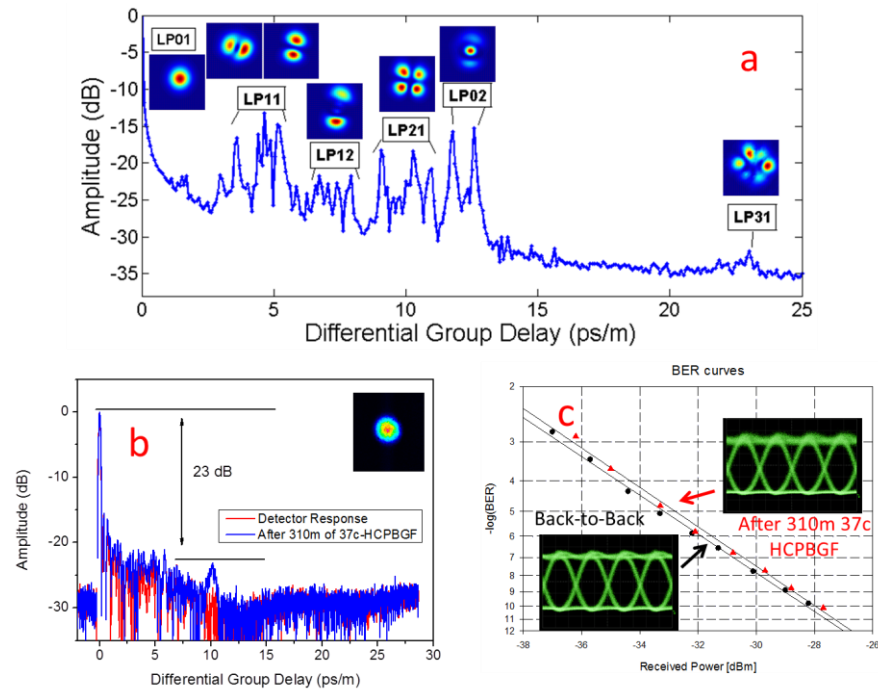 a
LP01
LP11
LP12
LP21
LP02
LP31
Amplitude (dB)
0
-5
-10
-15
-20
-25
-30
-35
0
5
10
15
20
25
Differential Group Delay (ps/m)
b
23 dB
Detector Response
After 310m of 37c-HCPBGF
Amplitude (dB)
0
-10
-20
-30
0
5
10
15
20
25
30
Differential Group Delay (ps/m)
BER curves
c
Back-to-Back
After 310m 37c
HCPBGF
-log(BER)
2
3
4
5
6
7
8
9
10
11
12
-38
-36
-34
-32
-30
-28
-26
Received Power [dBm]